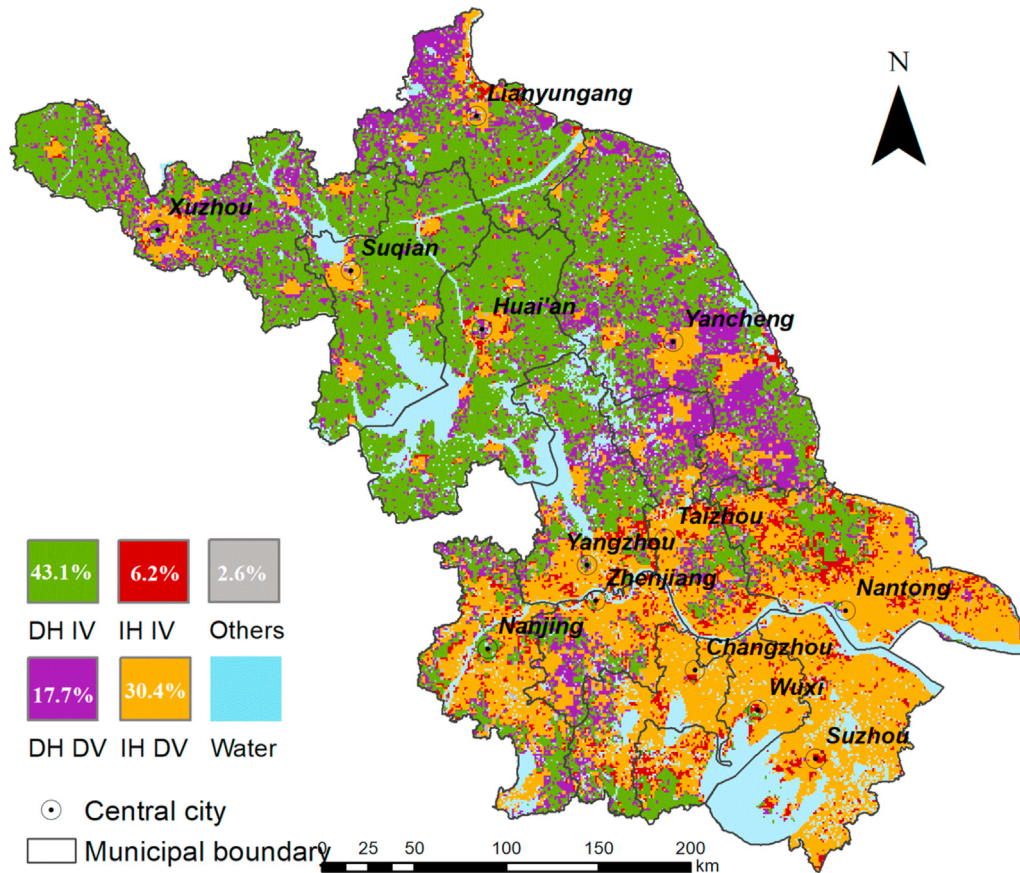 N
Lianyungang
Xuzhou
Suqian
Huai'an
Yancheng
Taizhou
Yangzhou
Zhenjiang
Nantong
Nanjing
Changzhou
Wuxi
Suzhou
43.1% 6.2% 2.6%
DH IV IH IV Others
17.7% 30.4%
DH DV IH DV Water
Central city
Municipal boundary
0 25 50 100 150 200
km